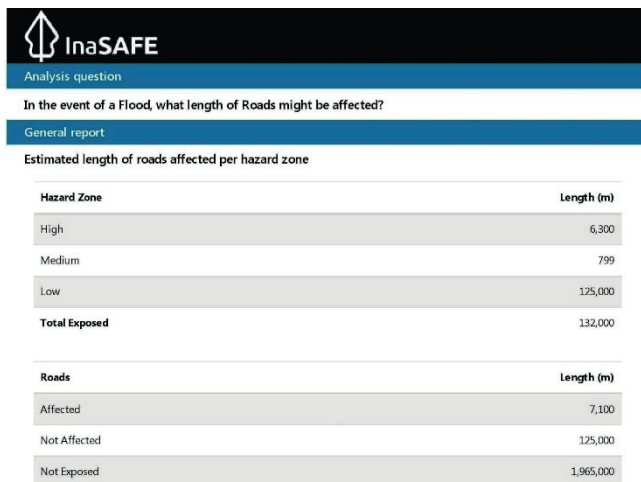 InaSAFE
Analysis question
In the event of a Flood, what length of Roads might be affected?
General report
Estimated length of roads affected per hazard zone
Hazard Zone Length (m)
High 6,300
Medium 799
Low 125,000
Total Exposed 132,000
Roads Length (m)
Affected 7,100
Not Affected 125,000
Not Exposed 1,965,000